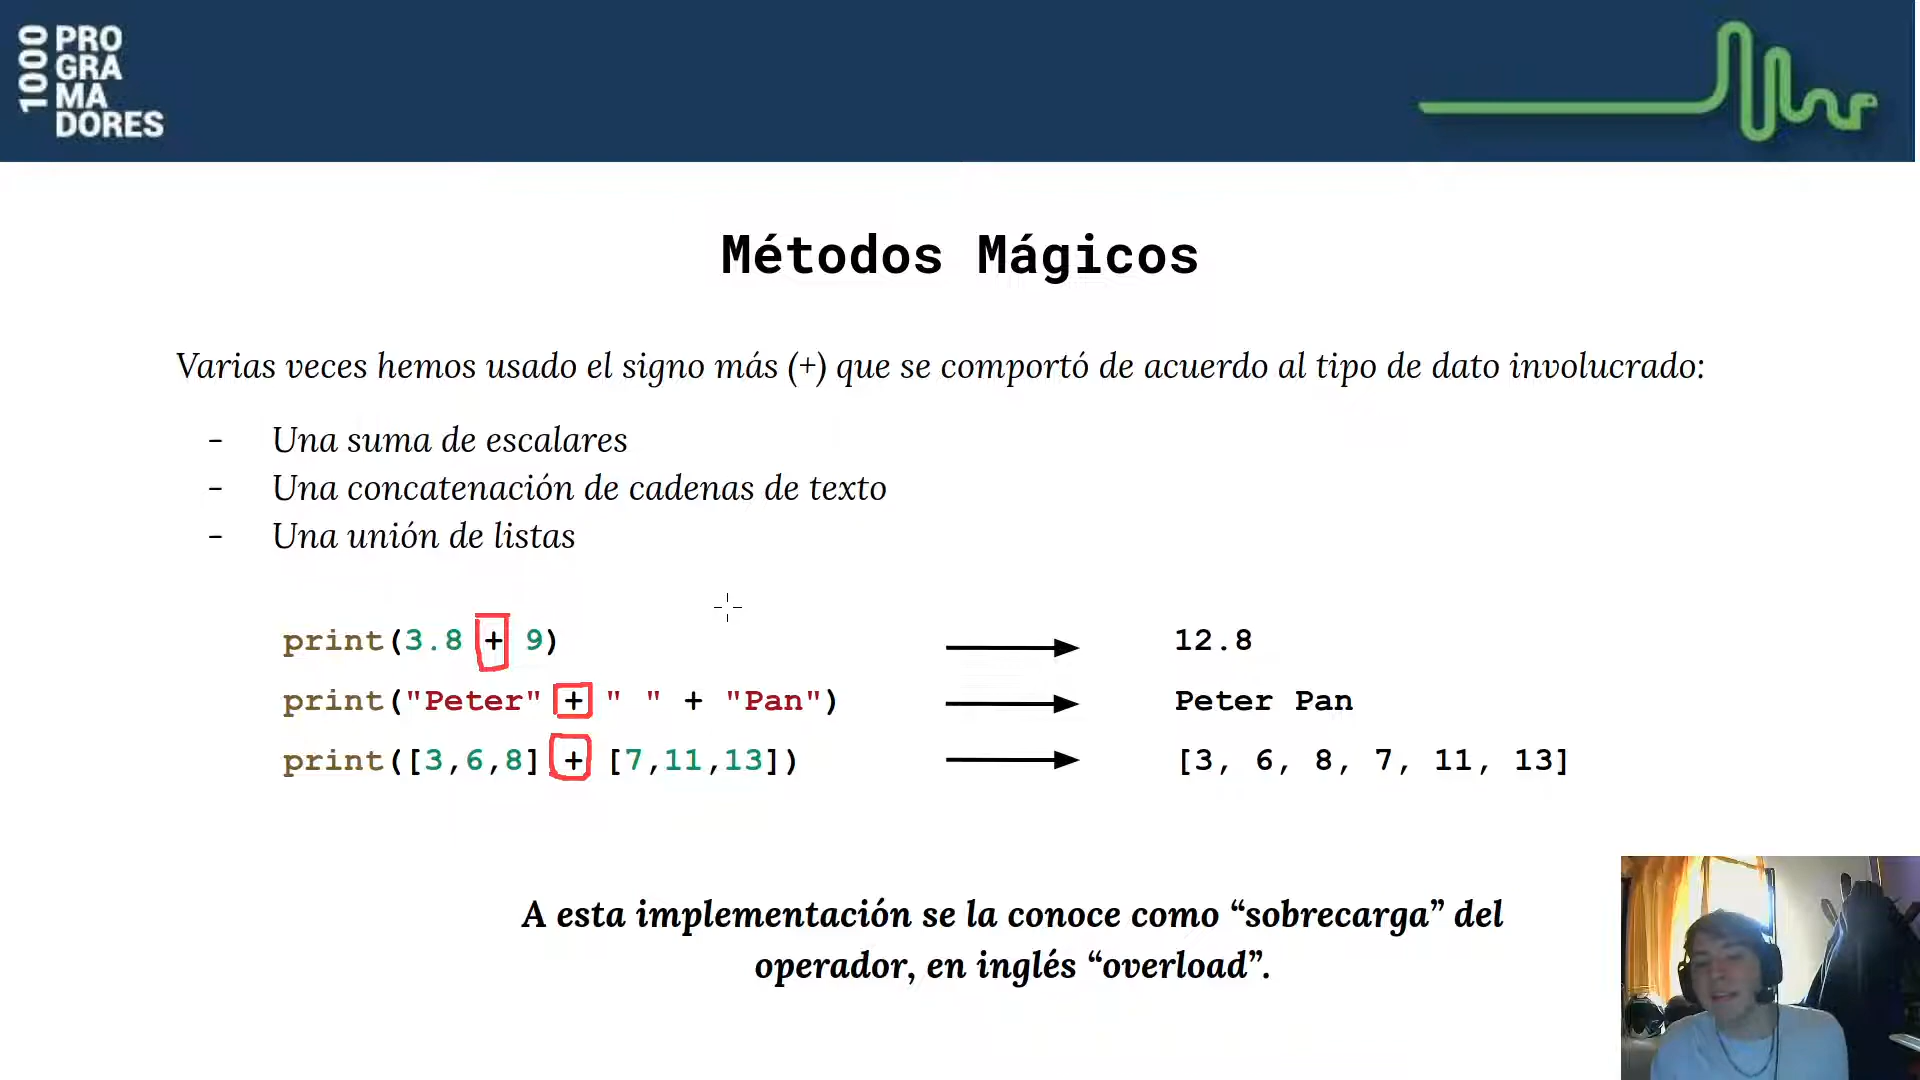 1000
PRO
GRA
MA
DORES
Métodos Mágicos
Varias veces hemos usado el signo más (+) que se comportó de acuerdo al tipo de dato involucrado:
- Una suma de escalares
- Una concatenación de cadenas de texto
- Una unión de listas
print(3.8 + 9) 12.8
print("Peter" + " " + "Pan") Peter Pan
print([3,6,8] + [7,11,13]) [3, 6, 8, 7, 11, 13]
A esta implementación se la conoce como “sobrecarga” del
operador, en inglés “overload”.